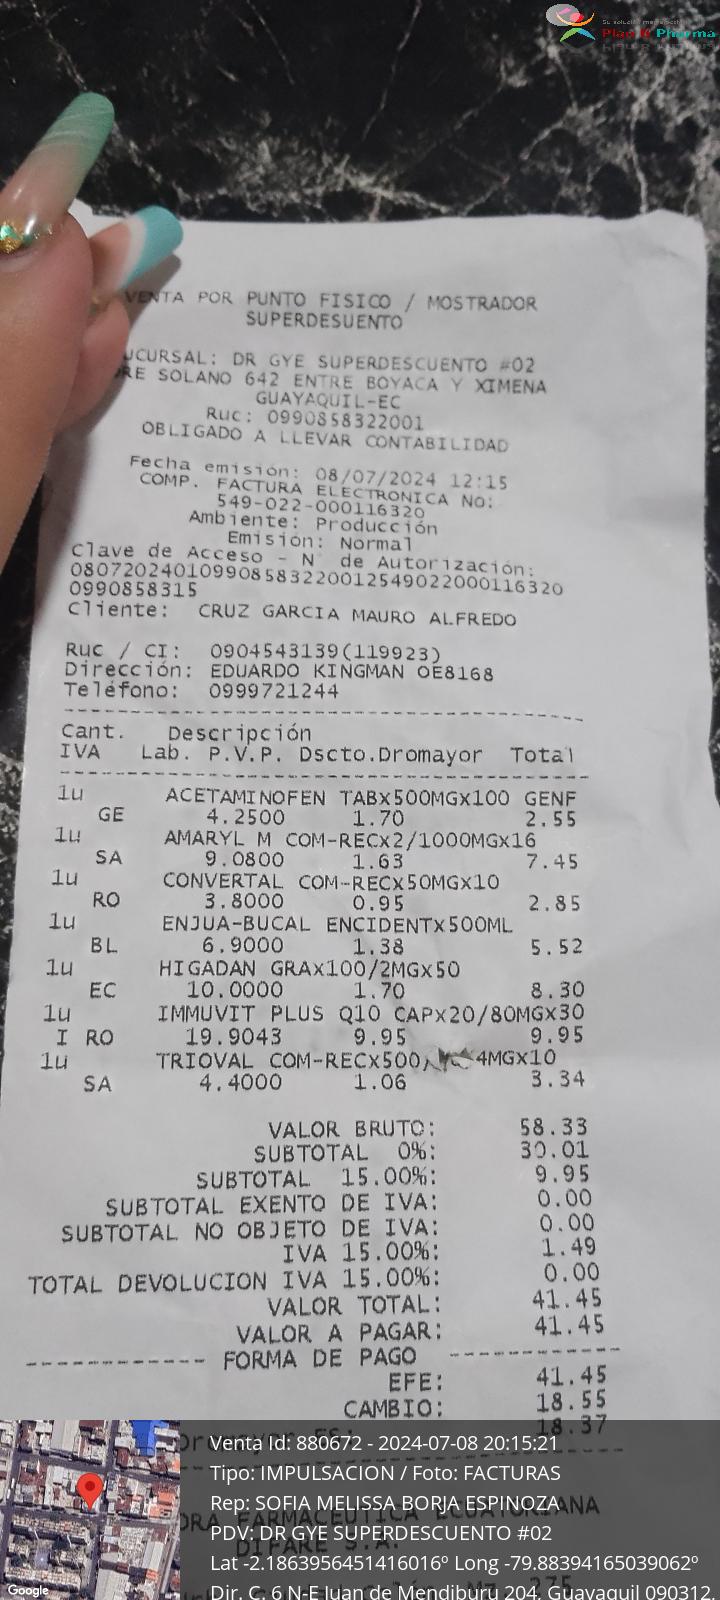 Plan B Pharma
VENTA POR PUNTO FISICO / MOSTRADOR
SUPERDESUENTO
UCURSAL: DR GYE SUPERDESCUENTO #02
RE SOLANO 642 ENTRE BOYACA Y XIMENA
GUAYAQUIL-EC
Ruc: 0990858322001
OBLIGADO A LLEVAR CONTABILIDAD
Fecha emisión: 08/07/2024 12:15
COMP. FACTURA ELECTRONICA No:
549-022-000116320
Ambiente: Producción
Emisión: Normal
Clave de Acceso - N° de Autorización:
080720240109908583220012549022000116320
0990858315
Cliente: CRUZ GARCIA MAURO ALFREDO
Ruc / CI: 0904543139(119923)
Dirección: EDUARDO KINGMAN OE8168
Teléfono: 0999721244
Cant. Descripción
IVA Lab. P.V.P. Dscto.Dromayor Total
1u ACETAMINOFEN TABx500MGx100 GENF
GE 4.2500 1.70 2.55
1u AMARYL M COM-RECx2/1000MGx16
SA 9.0800 1.63 7.45
1u CONVERTAL COM-RECx50MGx10
RO 3.8000 0.95 2.85
1u ENJUA-BUCAL ENCIDENTx500ML
BL 6.9000 1.38 5.52
1u HIGADAN GRAx100/2MGx50
EC 10.0000 1.70 8.30
1u IMMUVIT PLUS Q10 CAPx20/80MGx30
I RO 19.9043 9.95 9.95
1u TRIOVAL COM-RECx500 4MGx10
SA 4.4000 1.06 3.34
VALOR BRUTO: 58.33
SUBTOTAL 0%: 30.01
SUBTOTAL 15.00%: 9.95
SUBTOTAL EXENTO DE IVA: 0.00
SUBTOTAL NO OBJETO DE IVA: 0.00
IVA 15.00%: 1.49
TOTAL DEVOLUCION IVA 15.00%: 0.00
VALOR TOTAL: 41.45
VALOR A PAGAR: 41.45
------------ FORMA DE PAGO ------------
EFE: 41.45
CAMBIO: 18.55
18.37
Venta Id: 880672 - 2024-07-08 20:15:21
Tipo: IMPULSACION / Foto: FACTURAS
Rep: SOFIA MELISSA BORJA ESPINOZA
FARMACEUTICA ECUATORIANA
PDV: DR GYE SUPERDESCUENTO #02
DIFARE S.A.
Lat -2.1863956451416016º Long -79.88394165039062º
Dir. C. 6 N-E Juan de Mendiburu 204, Guayaquil 090312,
Google